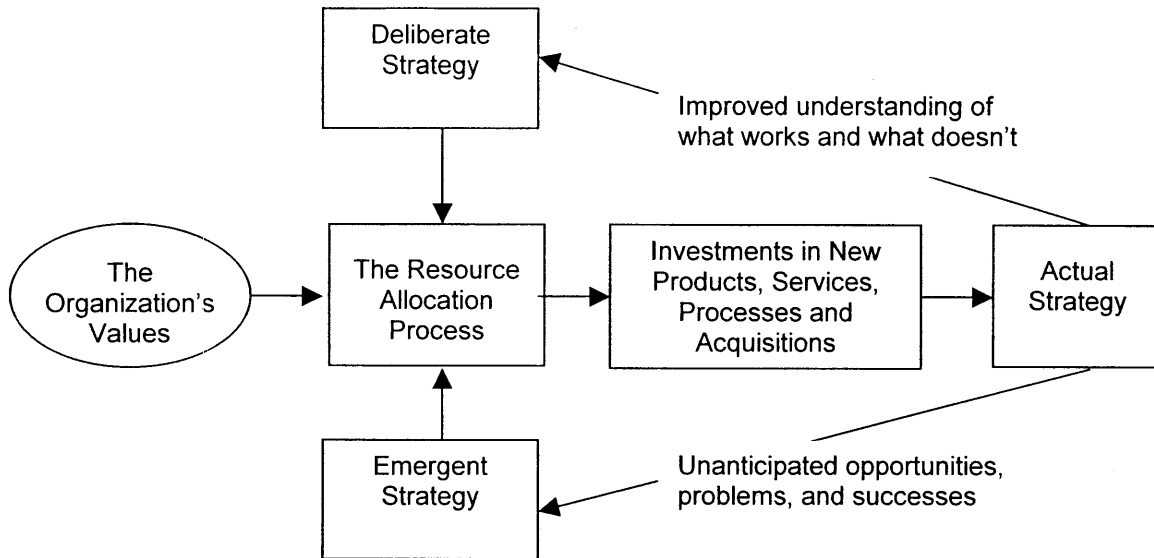 Deliberate
Strategy
Improved understanding of
what works and what doesn't
The
Organization's
Values
The Resource
Allocation
Process
Investments in New
Products, Services,
Processes and
Acquisitions
Actual
Strategy
Emergent
Strategy
Unanticipated opportunities,
problems, and successes